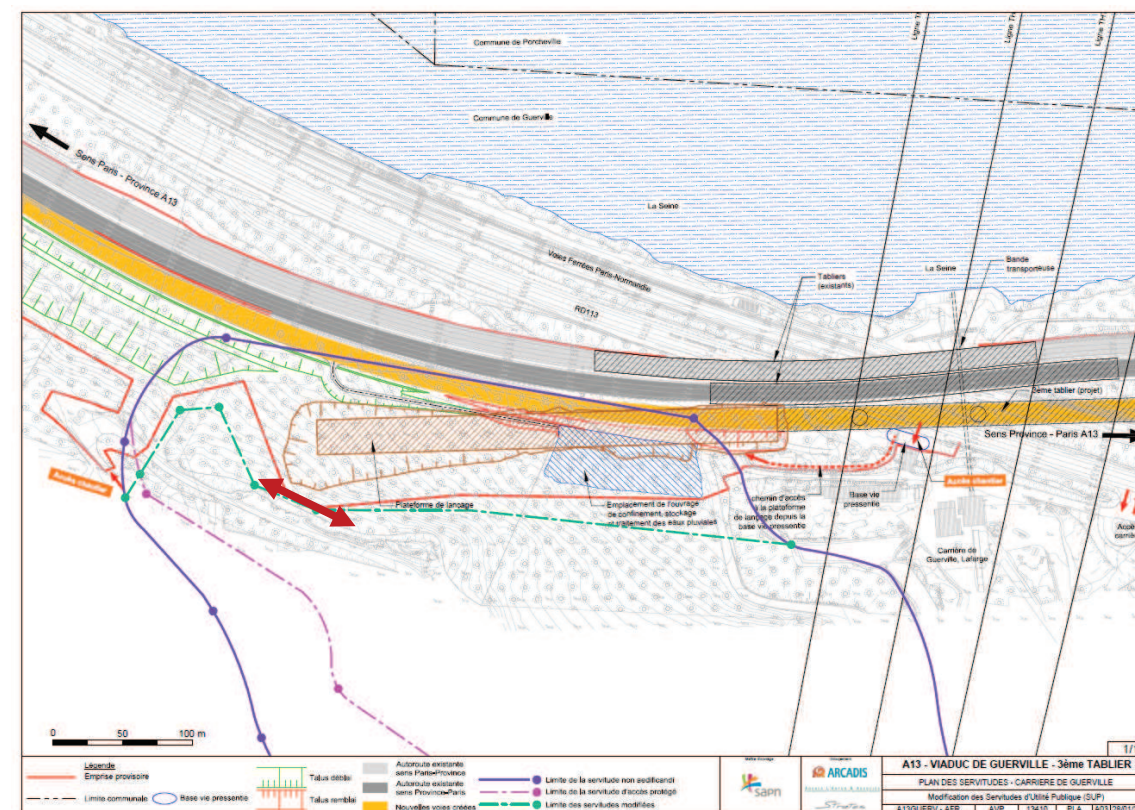 Commune de Porcheville
Commune de Guerville
Sens Paris - Province A13
La Seine
Voies Ferrées Paris-Normandie
RD113
Tabliers
(existants)
La Seine
Bande
transporteuse
Ligne
Ligne
Ligne
3ème tablier (projet)
Sens Province - Paris A13
Accès chantier
Plateforme de lançage
Emplacement de l'ouvrage
de confinement, stockage
et traitement des eaux pluviales
chemin d'accès
à la plateforme
de lançage depuis la
base vie pressentie
Base vie
pressentie
Accès chantier
Carrière de
Guerville, Lafarge
0 50 100 m
Légende
Emprise provisoire
Limite communale
Base vie pressentie
Talus déblai
Talus remblai
Autoroute existante
sens Paris-Province
Autoroute existante
sens Province-Paris
Nouvelles voies créées
Limite de la servitude non aedificandi
Limite de la servitude d'accès protégé
Limite des servitudes modifiées
sapn
ARCADIS
A13 - VIADUC DE GUERVILLE - 3ème TABLIER
PLAN DES SERVITUDES - CARRIERE DE GUERVILLE
Modification des Servitudes d'Utilité Publique (SUP)